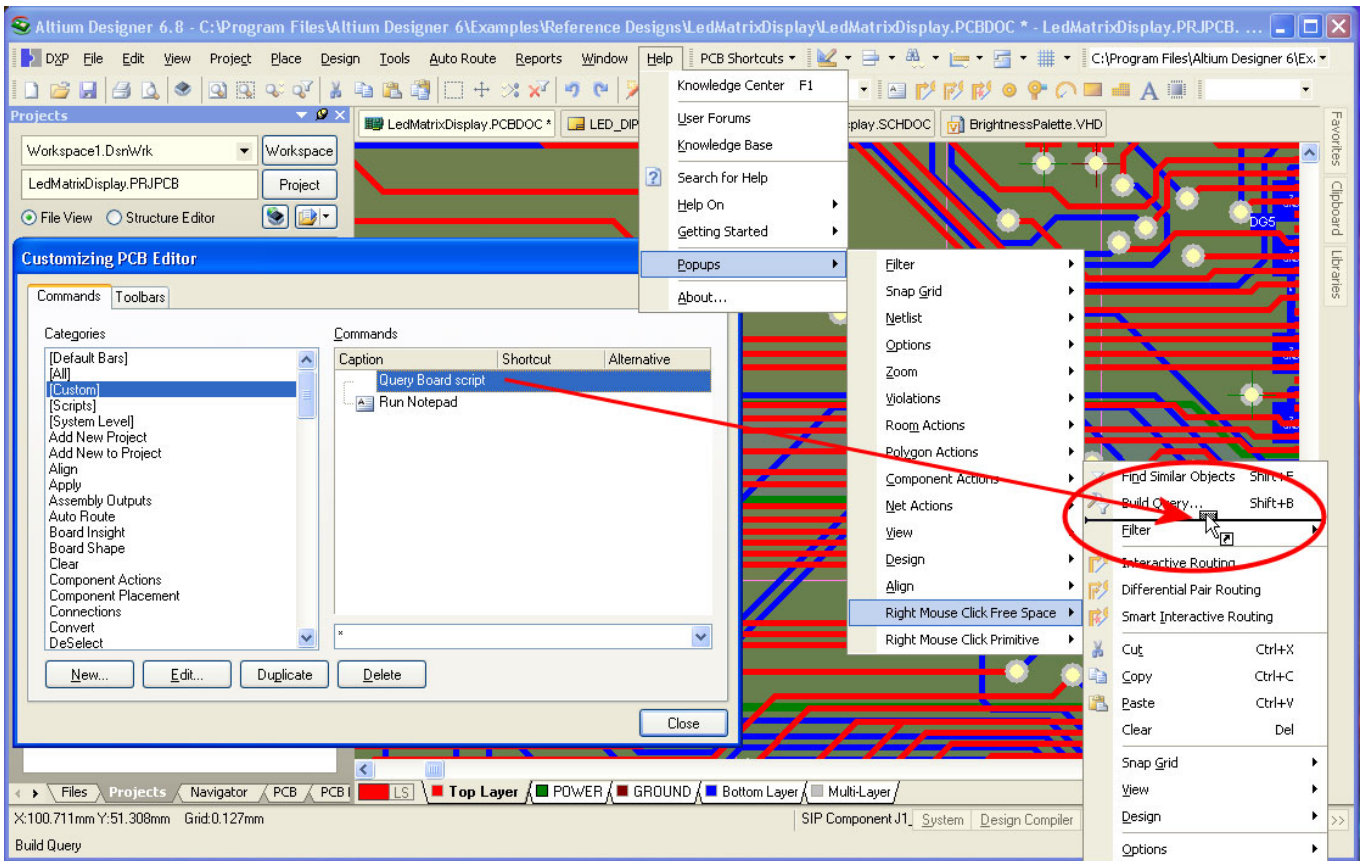 Altium Designer 6.8 - C:\Program Files\Altium Designer 6\Examples\Reference Designs\LedMatrixDisplay\LedMatrixDisplay.PCBDOC * - LedMatrixDisplay.PRJPCB. ...
DXP File Edit View Project Place Design Tools Auto Route Reports Window Help PCB Shortcuts C:\Program Files\Altium Designer 6\Ex
Projects
LedMatrixDisplay.PCBDOC * LED_DIP play.SCHDOC BrightnessPalette.VHD
Workspace1.DsnWrk Workspace
LedMatrixDisplay.PRJPCB Project
File View Structure Editor
Favorites
Clipboard
Libraries
DG5
Knowledge Center F1
User Forums
Knowledge Base
Search for Help
Help On
Getting Started
Popups
About...
Customizing PCB Editor
Commands Toolbars
Categories
[Default Bars]
[All]
[Custom]
[Scripts]
[System Level]
Add New Project
Add New to Project
Align
Apply
Assembly Outputs
Auto Route
Board Insight
Board Shape
Clear
Component Actions
Component Placement
Connections
Convert
DeSelect
Commands
Caption Shortcut Alternative
Query Board script
Run Notepad
*
New... Edit... Duplicate Delete
Close
Filter
Snap Grid
Netlist
Options
Zoom
Violations
Room Actions
Polygon Actions
Component Actions
Net Actions
View
Design
Align
Right Mouse Click Free Space
Right Mouse Click Primitive
Find Similar Objects Shift+F
Build Query... Shift+B
Filter
Interactive Routing
Differential Pair Routing
Smart Interactive Routing
Cut Ctrl+X
Copy Ctrl+C
Paste Ctrl+V
Clear Del
Snap Grid
View
Design
Options
Files Projects Navigator PCB PCB LS Top Layer POWER GROUND Bottom Layer Multi-Layer
X:100.711mm Y:51.308mm Grid:0.127mm SIP Component J1_ System Design Compiler >>
Build Query